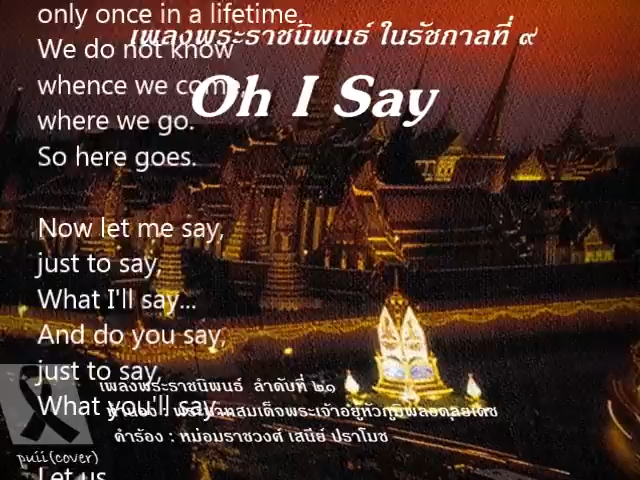 only once in a lifetime.
เพลงพระราชนิพนธ์ ในรัชกาลที่ ๙
We do not know
whence we come,
Oh I Say
where we go.
So here goes.
Now let me say,
just to say,
What I'll say...
And do you say,
just to say,
เพลงพระราชนิพนธ์ ลำดับที่ ๒๑
What you'll say...
ทำนอง : พระบาทสมเด็จพระเจ้าอยู่หัวภูมิพลอดุลยเดช
คำร้อง : หม่อมราชวงศ์ เสนีย์ ปราโมช
puii(cover)
Let us